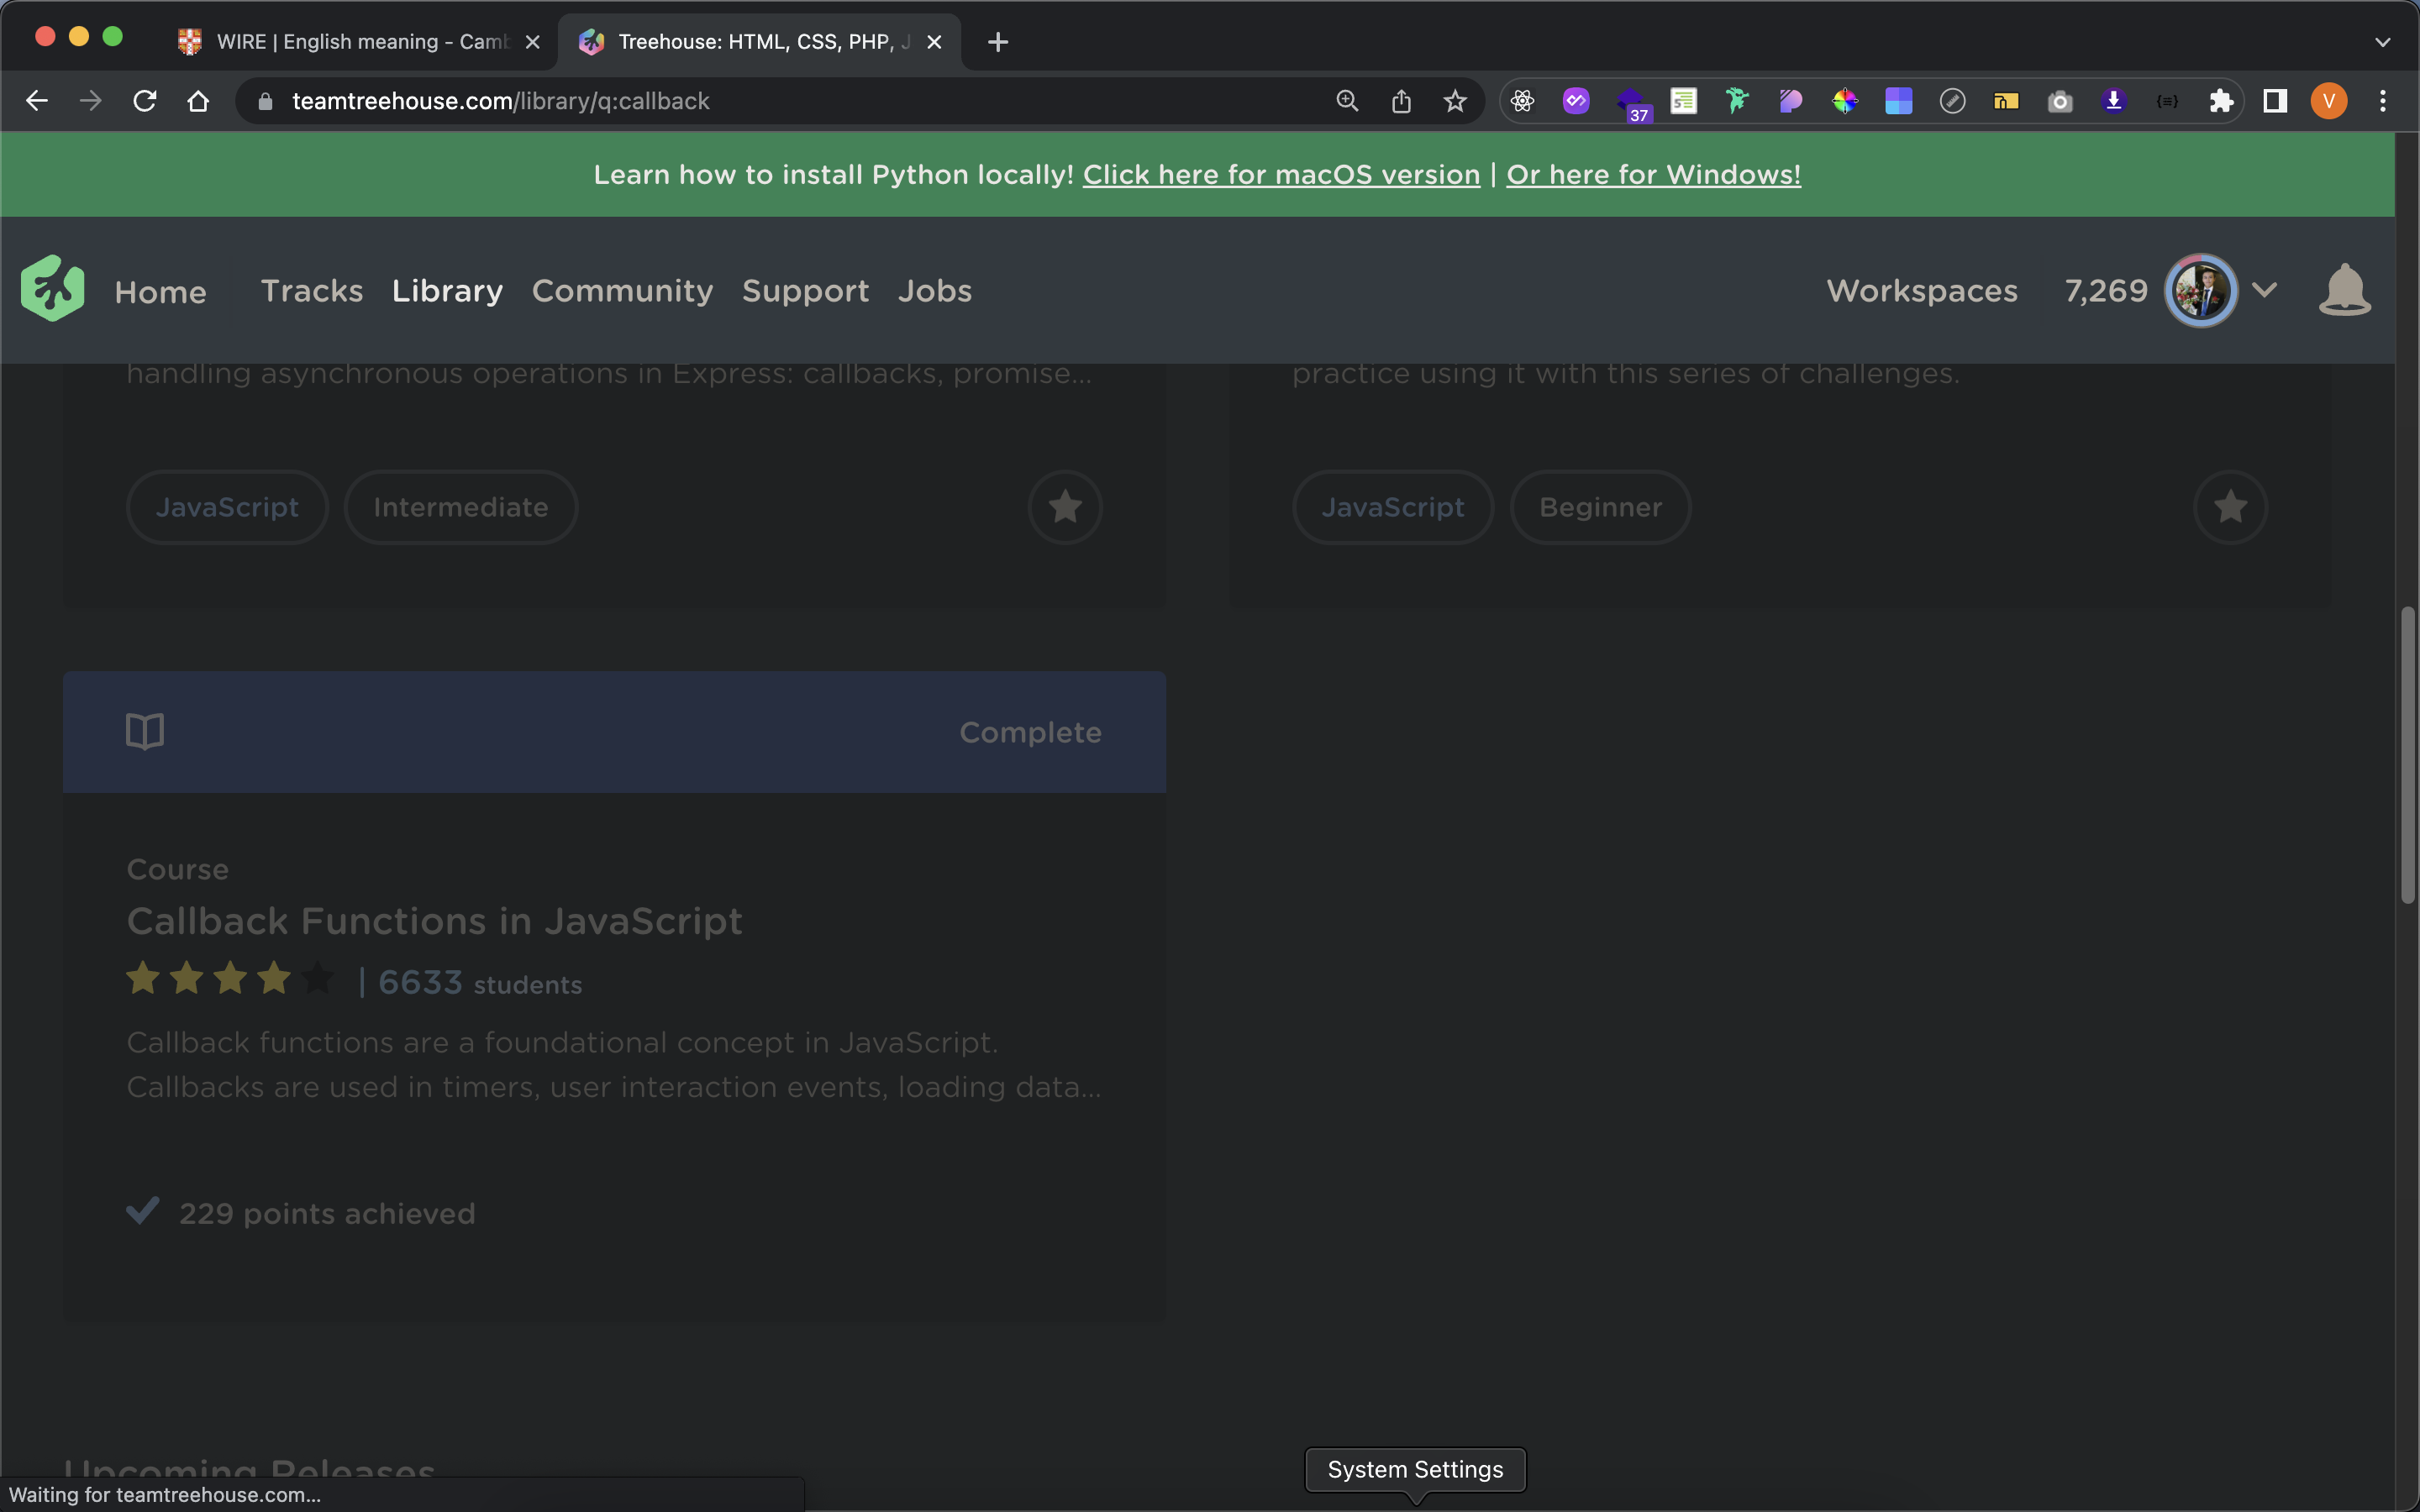 WIRE | English meaning - Camb
Treehouse: HTML, CSS, PHP, J
teamtreehouse.com/library/q:callback
37
V
Learn how to install Python locally! Click here for macOS version | Or here for Windows!
Home Tracks Library Community Support Jobs Workspaces 7,269
handling asynchronous operations in Express: callbacks, promise...
practice using it with this series of challenges.
JavaScript Intermediate
JavaScript Beginner
Complete
Course
Callback Functions in JavaScript
| 6633 students
Callback functions are a foundational concept in JavaScript.
Callbacks are used in timers, user interaction events, loading data...
229 points achieved
Upcoming Releases
System Settings
Waiting for teamtreehouse.com...